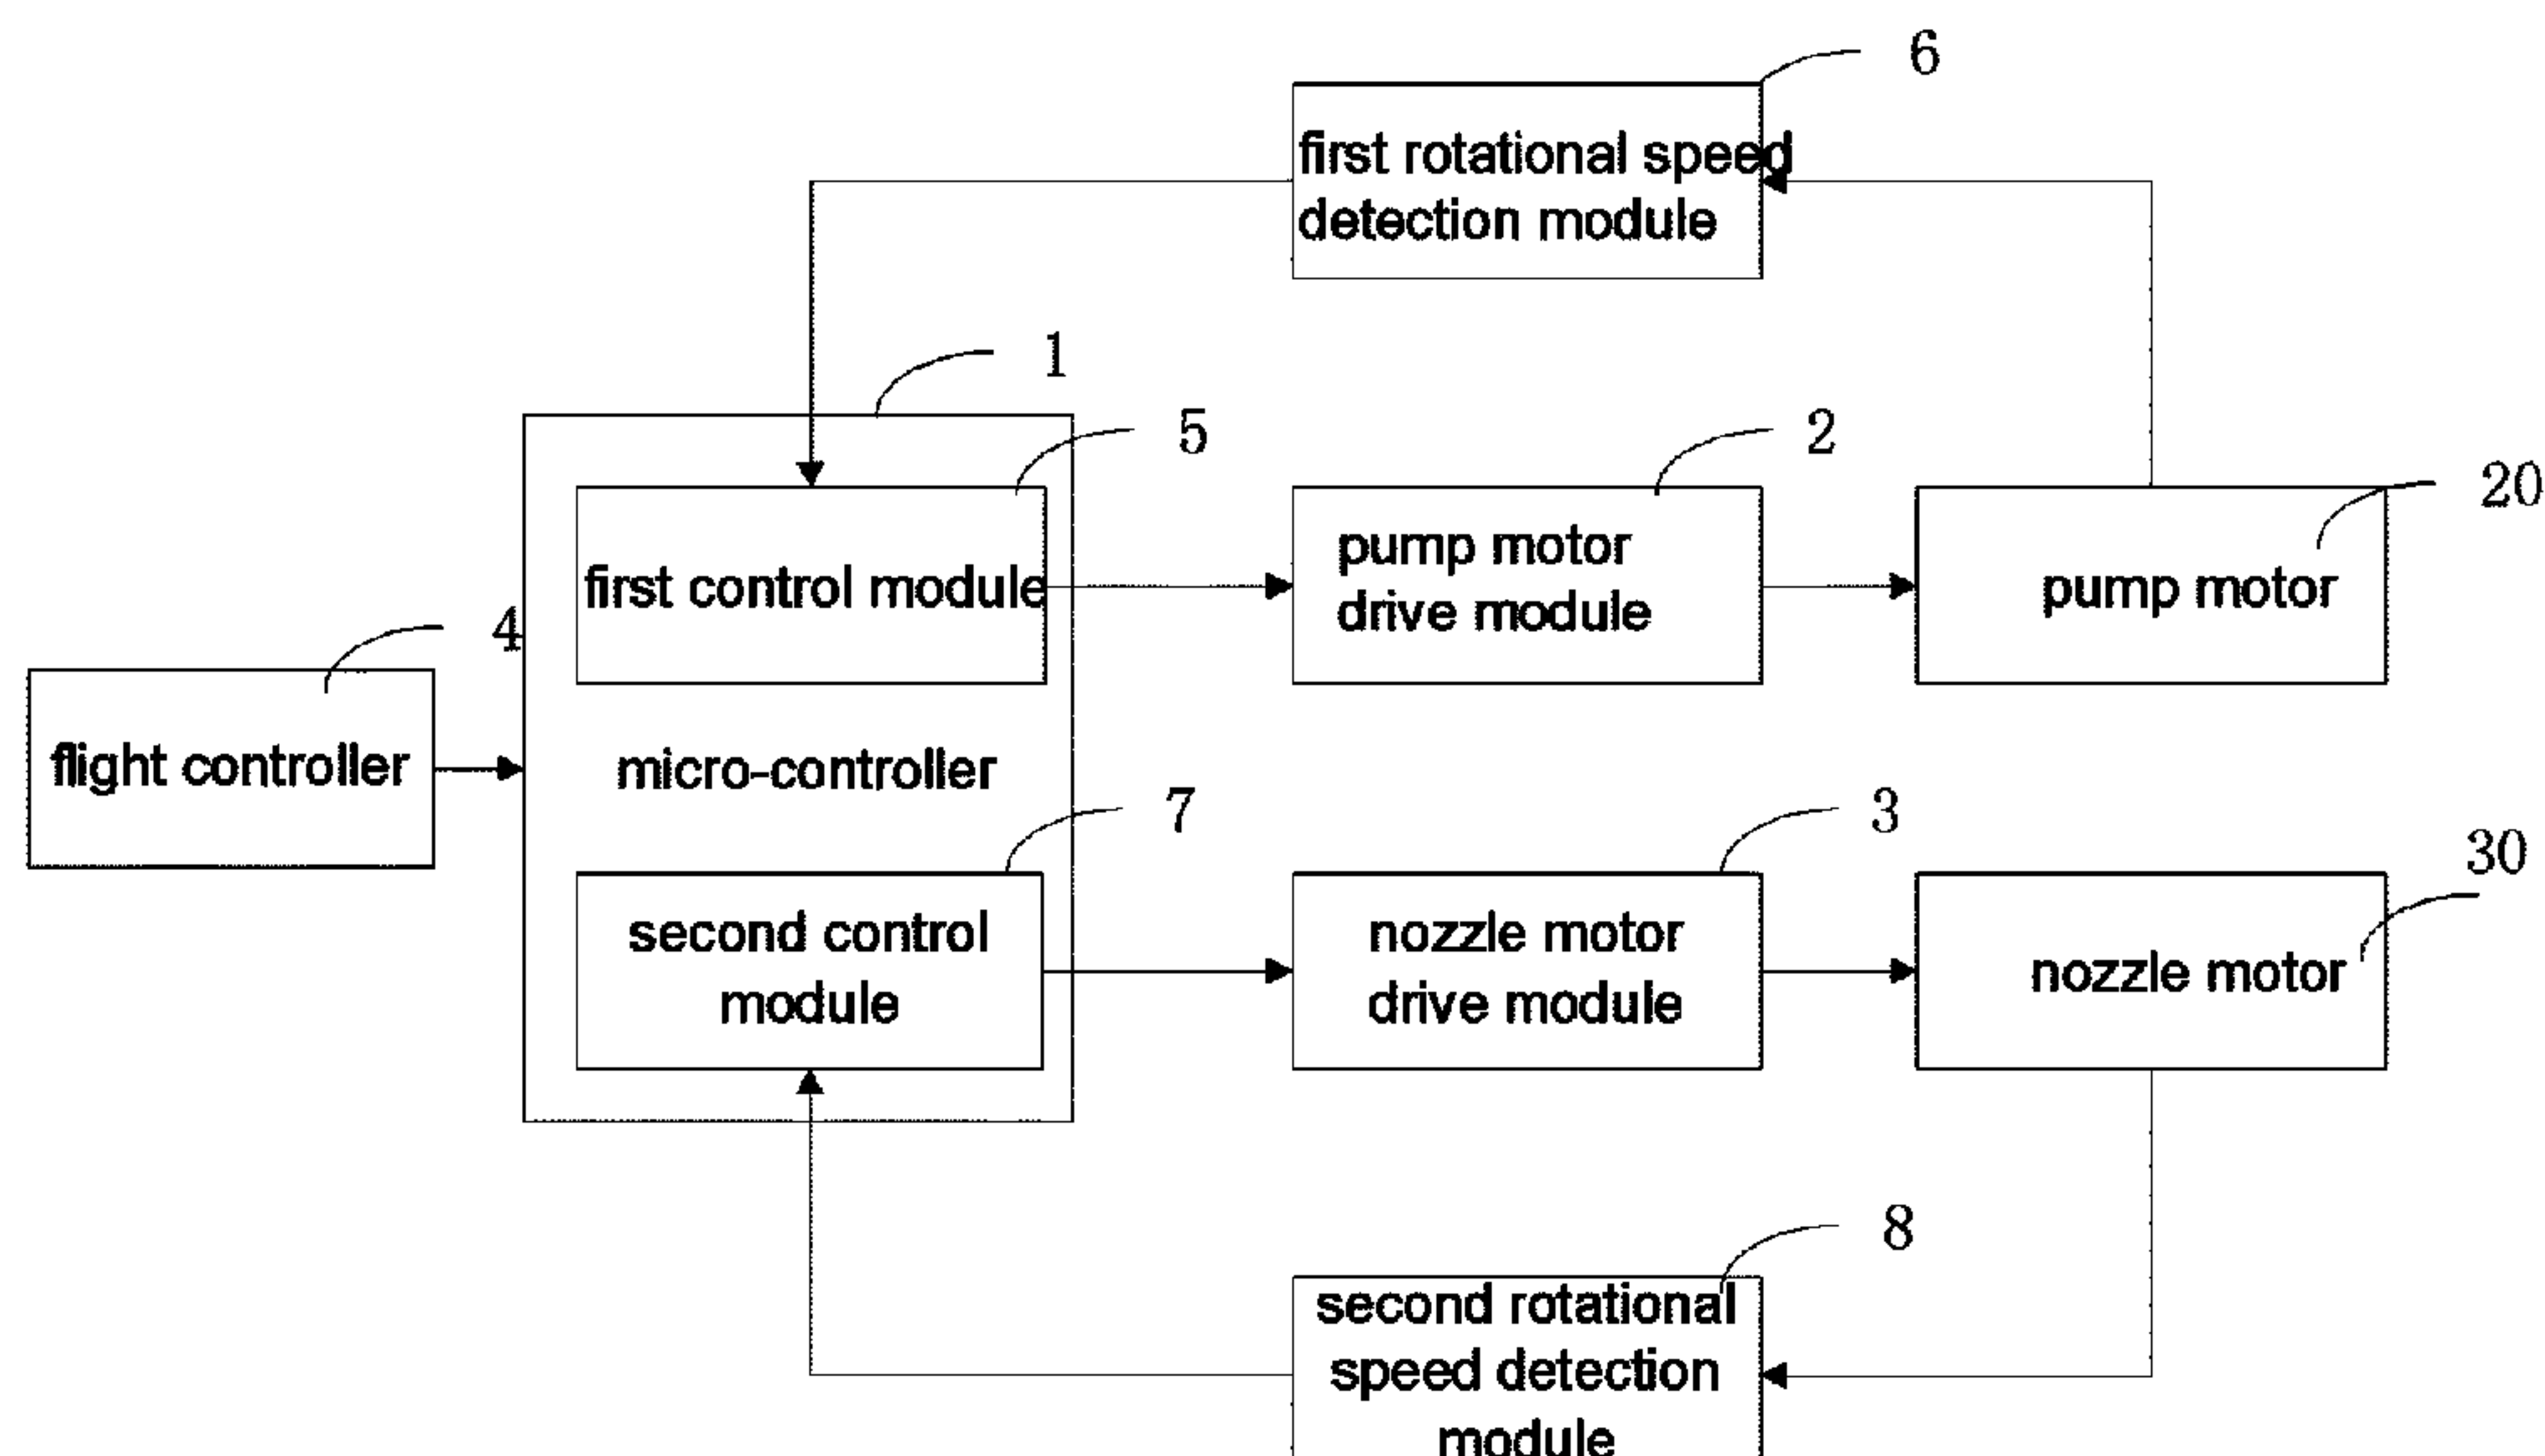 6
first rotational speed
detection module
1
5
2
20
first control module
pump motor
drive module
pump motor
4
flight controller
micro-controller
7
3
30
second control
module
nozzle motor
drive module
nozzle motor
8
second rotational
speed detection
module